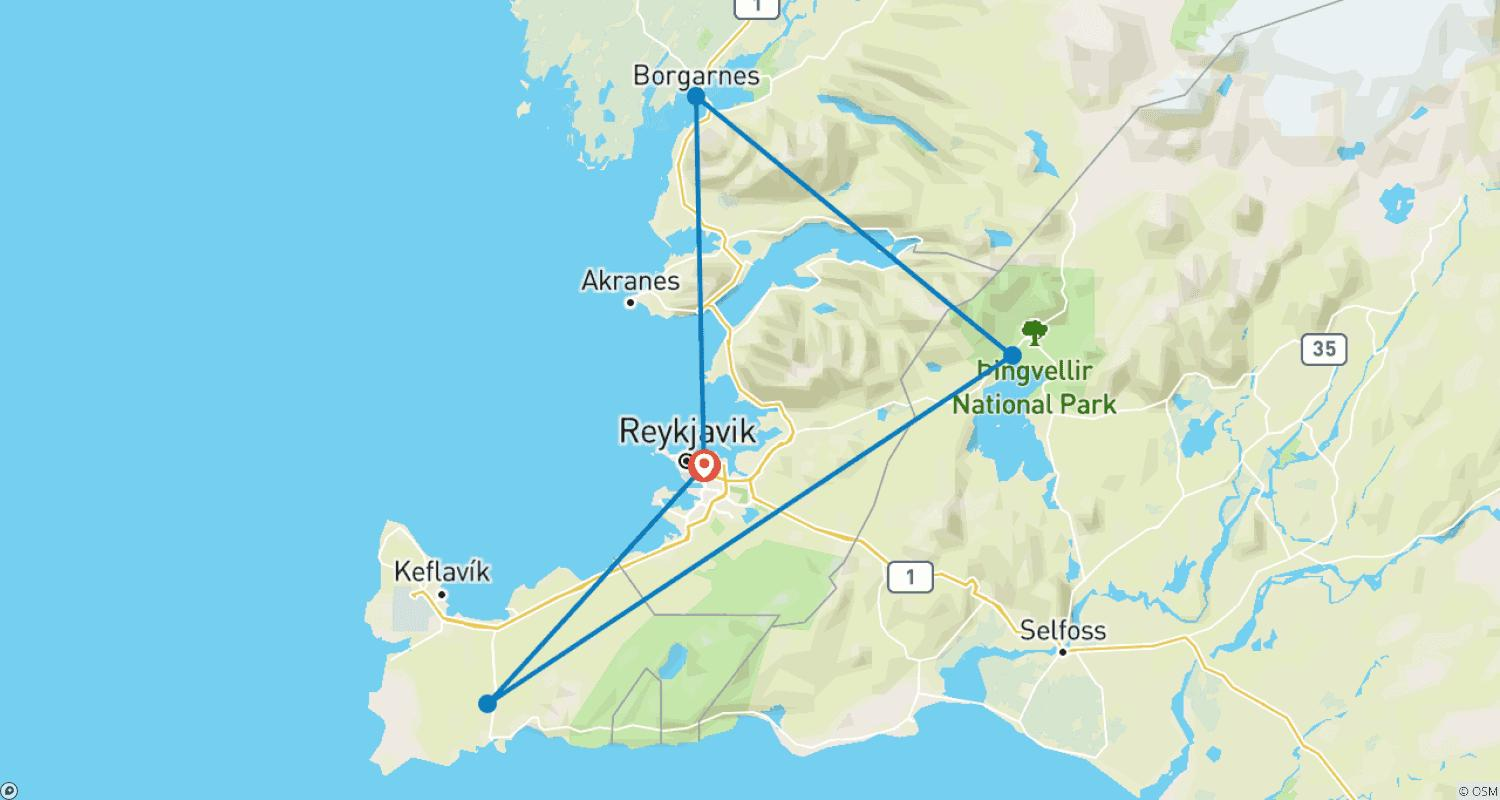 1
Borgarnes
Akranes
35
Þingvellir
National Park
Reykjavik
Keflavík
1
Selfoss
© OSM